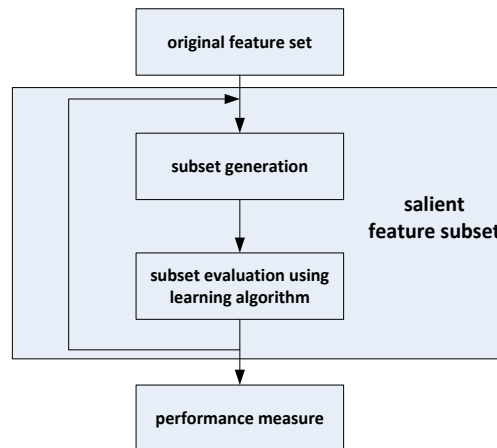 original feature set
subset generation
salient
feature subset
subset evaluation using
learning algorithm
performance measure